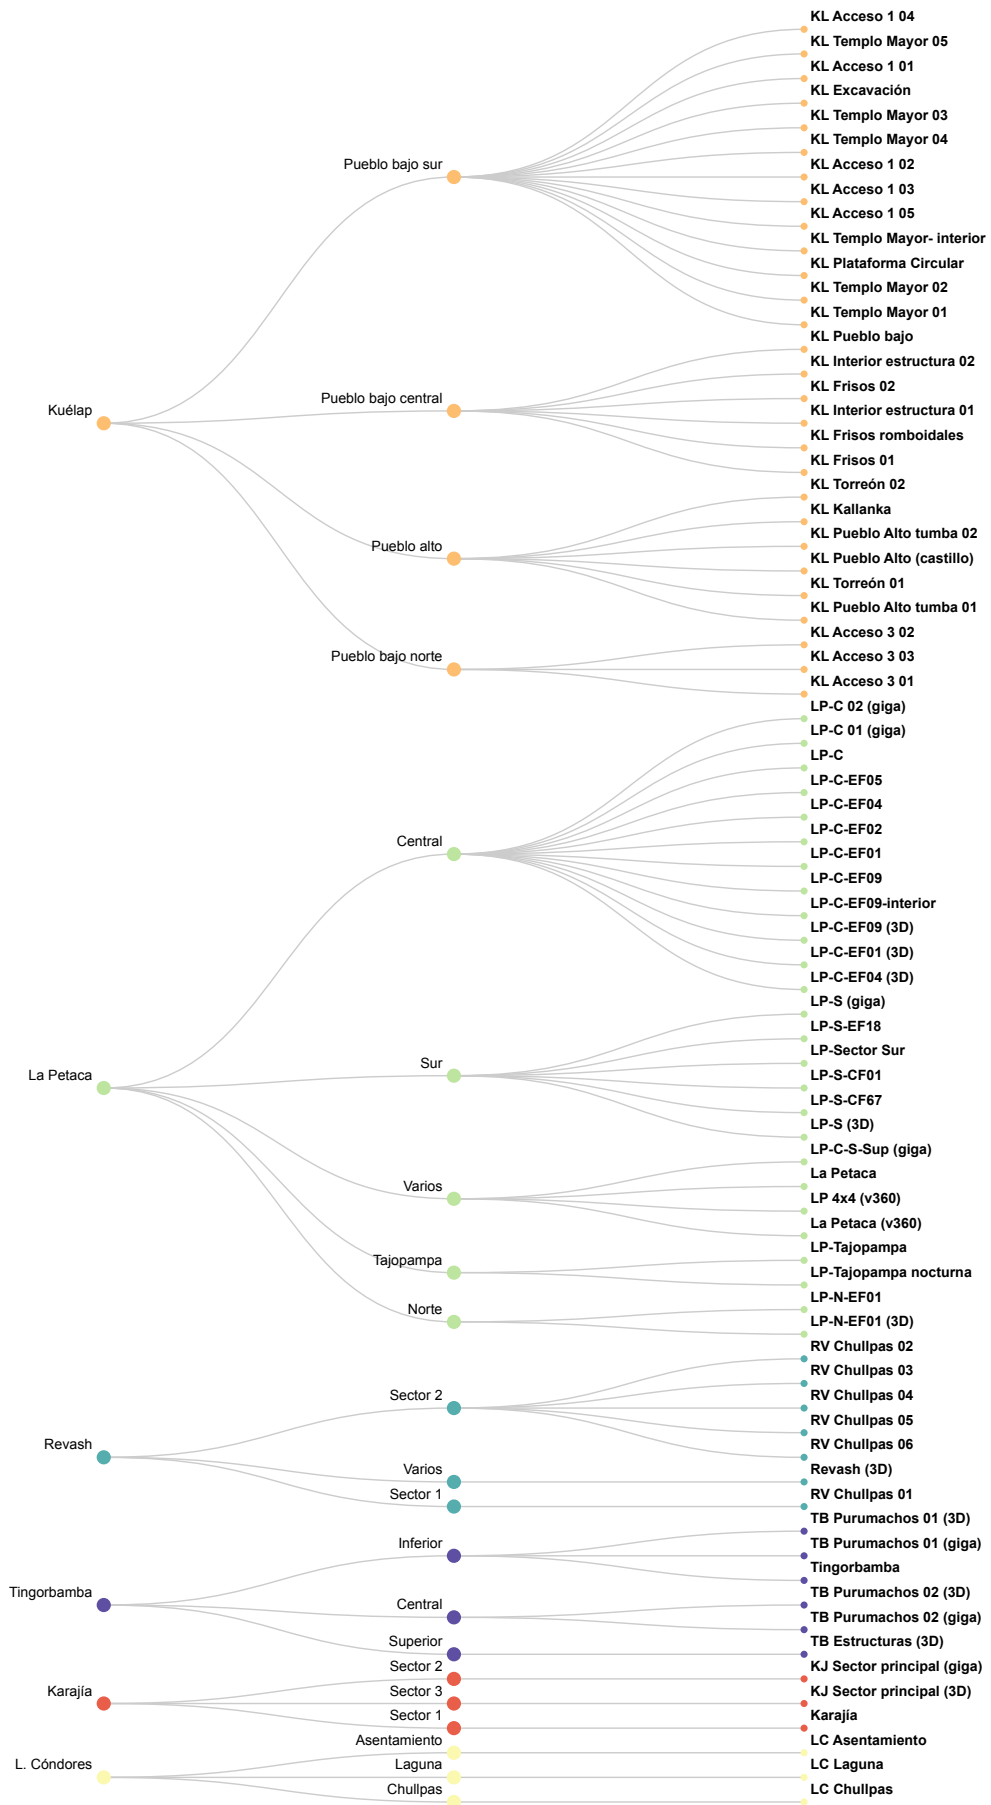 KL Acceso 1 04
KL Templo Mayor 05
KL Acceso 1 01
KL Excavación
KL Templo Mayor 03
KL Templo Mayor 04
Pueblo bajo sur
KL Acceso 1 02
KL Acceso 1 03
KL Acceso 1 05
KL Templo Mayor- interior
KL Plataforma Circular
KL Templo Mayor 02
KL Templo Mayor 01
KL Pueblo bajo
KL Interior estructura 02
KL Frisos 02
Pueblo bajo central
Kuélap
KL Interior estructura 01
KL Frisos romboidales
KL Frisos 01
KL Torreón 02
KL Kallanka
KL Pueblo Alto tumba 02
Pueblo alto
KL Pueblo Alto (castillo)
KL Torreón 01
KL Pueblo Alto tumba 01
KL Acceso 3 02
Pueblo bajo norte
KL Acceso 3 03
KL Acceso 3 01
LP-C 02 (giga)
LP-C 01 (giga)
LP-C
LP-C-EF05
LP-C-EF04
LP-C-EF02
Central
LP-C-EF01
LP-C-EF09
LP-C-EF09-interior
LP-C-EF09 (3D)
LP-C-EF01 (3D)
LP-C-EF04 (3D)
LP-S (giga)
LP-S-EF18
LP-Sector Sur
Sur
La Petaca
LP-S-CF01
LP-S-CF67
LP-S (3D)
LP-C-S-Sup (giga)
La Petaca
Varios
LP 4x4 (v360)
La Petaca (v360)
LP-Tajopampa
Tajopampa
LP-Tajopampa nocturna
LP-N-EF01
Norte
LP-N-EF01 (3D)
RV Chullpas 02
RV Chullpas 03
Sector 2
RV Chullpas 04
RV Chullpas 05
Revash
RV Chullpas 06
Varios
Revash (3D)
Sector 1
RV Chullpas 01
TB Purumachos 01 (3D)
Inferior
TB Purumachos 01 (giga)
Tingorbamba
Tingorbamba
TB Purumachos 02 (3D)
Central
TB Purumachos 02 (giga)
Superior
TB Estructuras (3D)
Sector 2
KJ Sector principal (giga)
Karajía
Sector 3
KJ Sector principal (3D)
Sector 1
Karajía
Asentamiento
LC Asentamiento
L. Cóndores
Laguna
LC Laguna
Chullpas
LC Chullpas